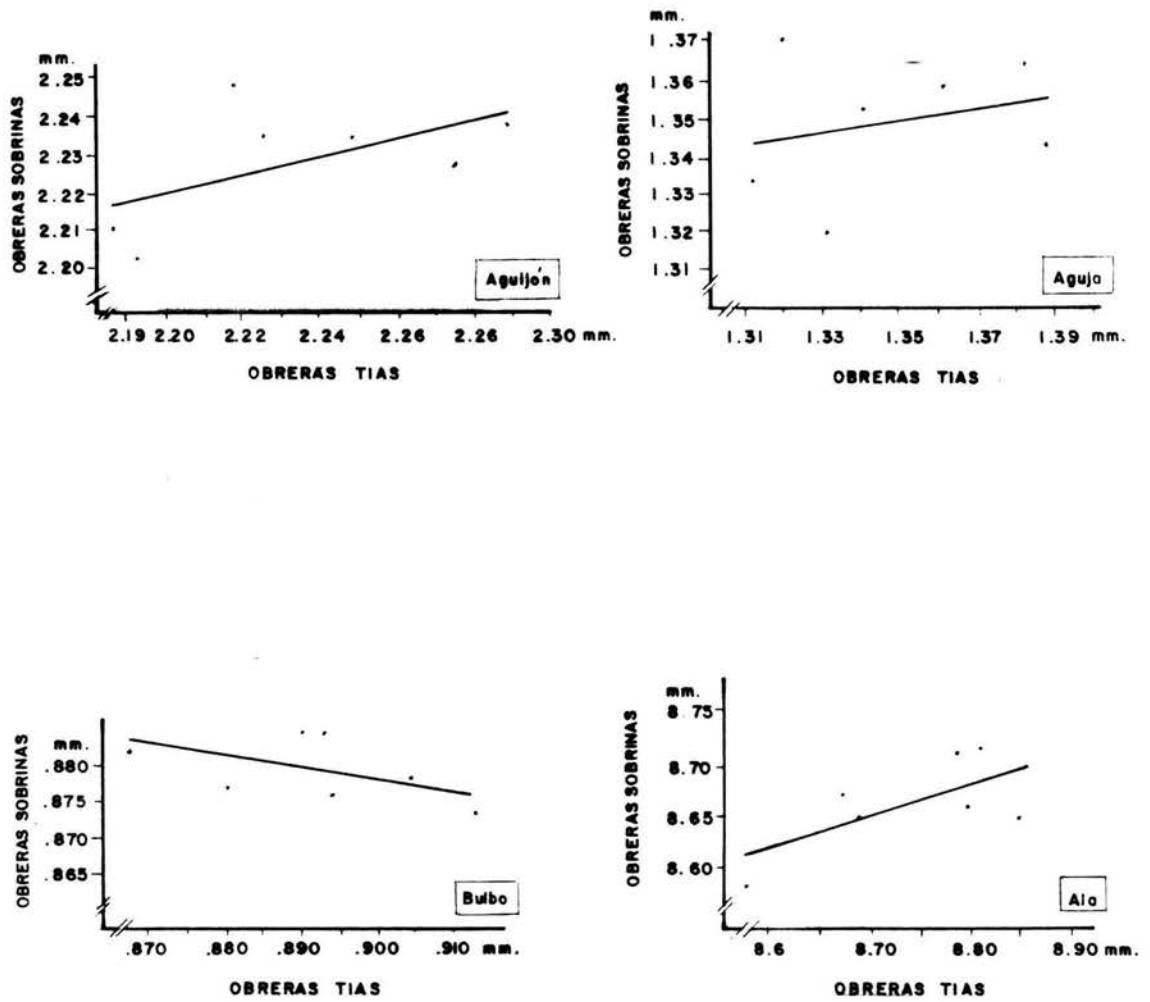 mm.
2.25
2.24
2.23
2.22
2.21
2.20
OBRERAS SOBRINAS
Aguijón
2.19 2.20 2.22 2.24 2.26 2.26 2.30 mm.
OBRERAS TIAS
mm.
1.37
1.36
1.35
1.34
1.33
1.32
1.31
OBRERAS SOBRINAS
Aguja
1.31 1.33 1.35 1.37 1.39 mm.
OBRERAS TIAS
mm.
.880
.875
.870
.865
OBRERAS SOBRINAS
Bulbo
.870 .880 .890 .900 .910 mm.
OBRERAS TIAS
mm.
8.75
8.70
8.65
8.60
OBRERAS SOBRINAS
Ala
8.6 8.70 8.80 8.90 mm.
OBRERAS TIAS